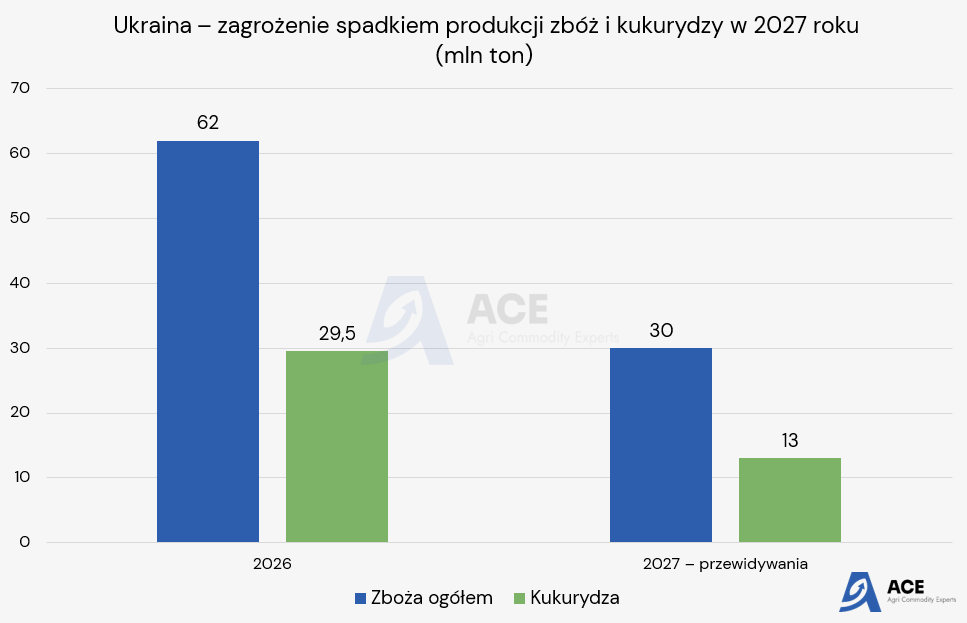 Ukraina – zagrożenie spadkiem produkcji zbóż i kukurydzy w 2027 roku
(mln ton)
70
60
50
40
30
20
10
0
62
29,5
30
13
ACE
Agri Commodity Experts
2026
2027 – przewidywania
Zboża ogółem
Kukurydza
ACE
Agri Commodity Experts